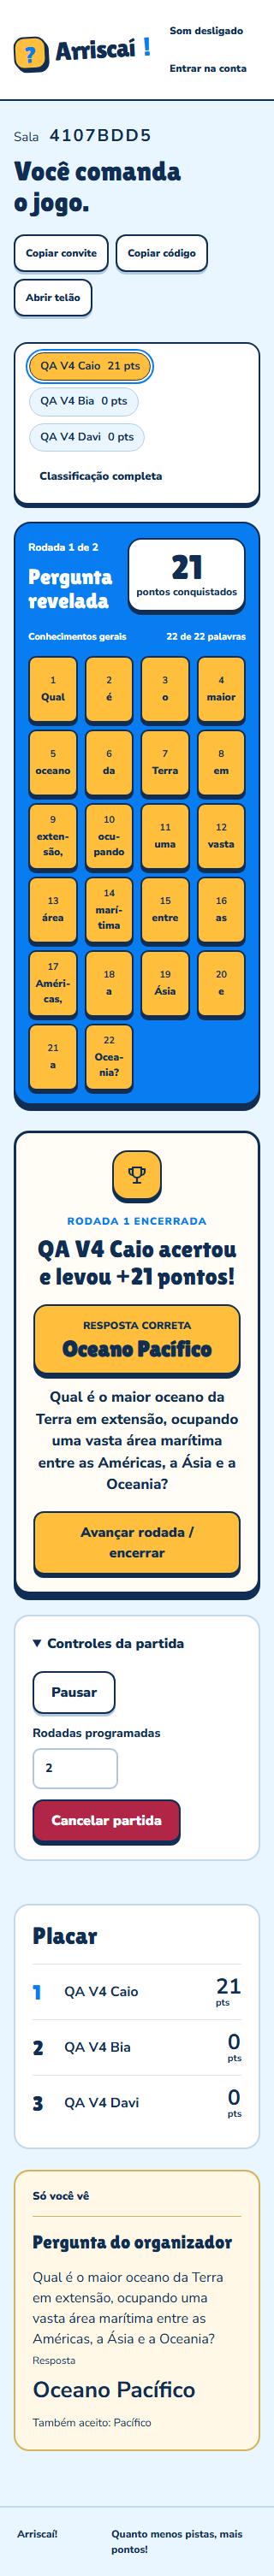 Som desligado
? Arriscaí !
Entrar na conta
Sala 4107BDD5
Você comanda
o jogo.
Copiar convite Copiar código
Abrir telão
QA V4 Caio 21 pts
QA V4 Bia 0 pts
QA V4 Davi 0 pts
Classificação completa
Rodada 1 de 2
Pergunta
revelada
21
pontos conquistados
Conhecimentos gerais 22 de 22 palavras
1 2 3 4
Qual é o maior
5 6 7 8
oceano da Terra em
9 10 11 12
exten-
são, ocu-
pando uma vasta
13 14 15 16
área marí-
tima entre as
17 18 19 20
Améri-
cas, a Ásia e
21 22
a Ocea-
nia?
RODADA 1 ENCERRADA
QA V4 Caio acertou
e levou +21 pontos!
RESPOSTA CORRETA
Oceano Pacífico
Qual é o maior oceano da
Terra em extensão, ocupando
uma vasta área marítima
entre as Américas, a Ásia e a
Oceania?
Avançar rodada /
encerrar
▼ Controles da partida
Pausar
Rodadas programadas
2
Cancelar partida
Placar
1 QA V4 Caio 21
pts
2 QA V4 Bia 0
pts
3 QA V4 Davi 0
pts
Só você vê
Pergunta do organizador
Qual é o maior oceano da Terra
em extensão, ocupando uma
vasta área marítima entre as
Américas, a Ásia e a Oceania?
Resposta
Oceano Pacífico
Também aceito: Pacífico
Arriscaí! Quanto menos pistas, mais
pontos!